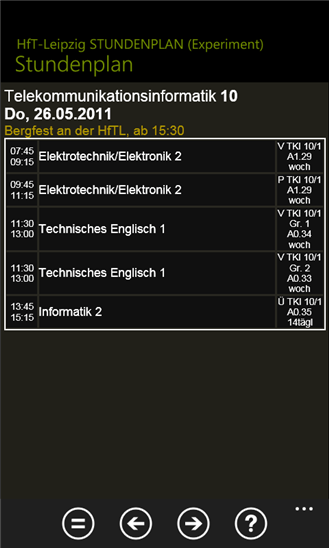 HfT-Leipzig STUNDENPLAN (Experiment)
Stundenplan
Telekommunikationsinformatik 10
Do, 26.05.2011
Bergfest an der HfTL, ab 15:30
07:45
09:15
Elektrotechnik/Elektronik 2
V TKI 10/1
A1.29
woch
09:45
11:15
Elektrotechnik/Elektronik 2
P TKI 10/1
A1.29
woch
11:30
13:00
Technisches Englisch 1
V TKI 10/1
Gr. 1
A0.34
woch
11:30
13:00
Technisches Englisch 1
V TKI 10/1
Gr. 2
A0.33
woch
13:45
15:15
Informatik 2
Ü TKI 10/1
A0.35
14tägl